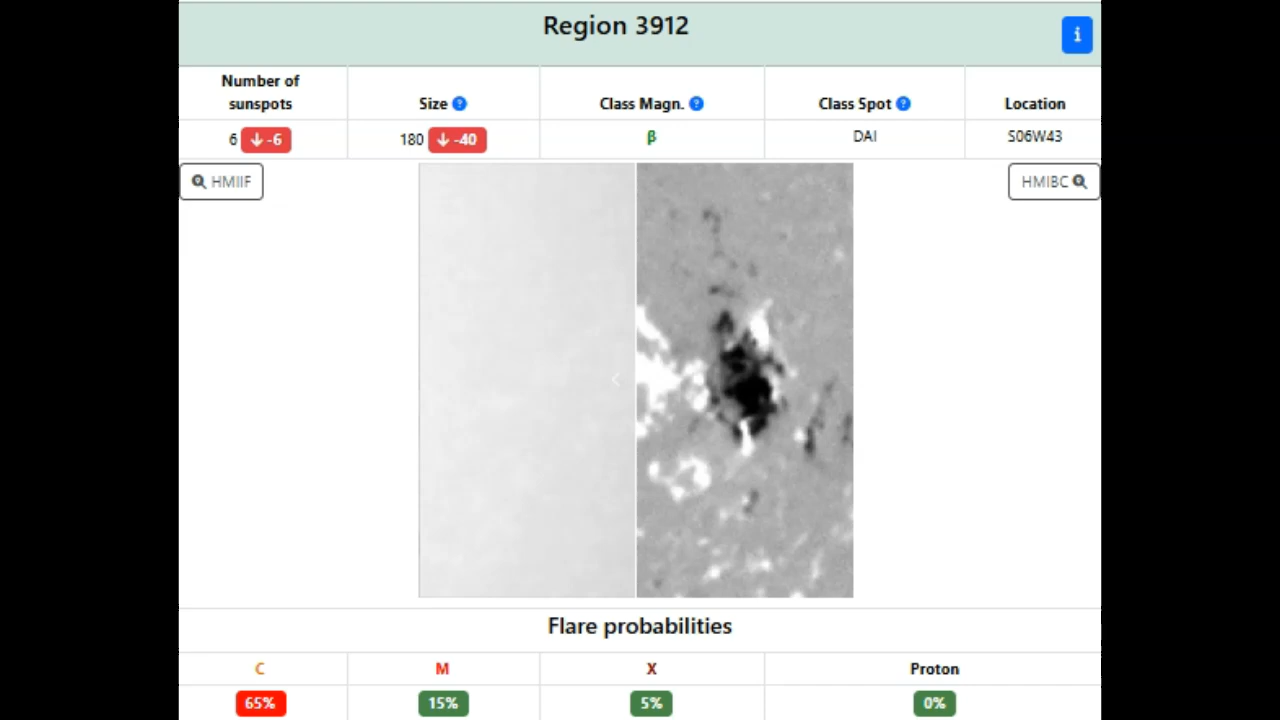 Region 3912
Number of sunspots
Size
Class Magn.
Class Spot
Location
6 ↓ -6
180 ↓ -40
β
DAI
S06W43
HMIIF
HMIBC
Flare probabilities
C
M
X
Proton
65%
15%
5%
0%